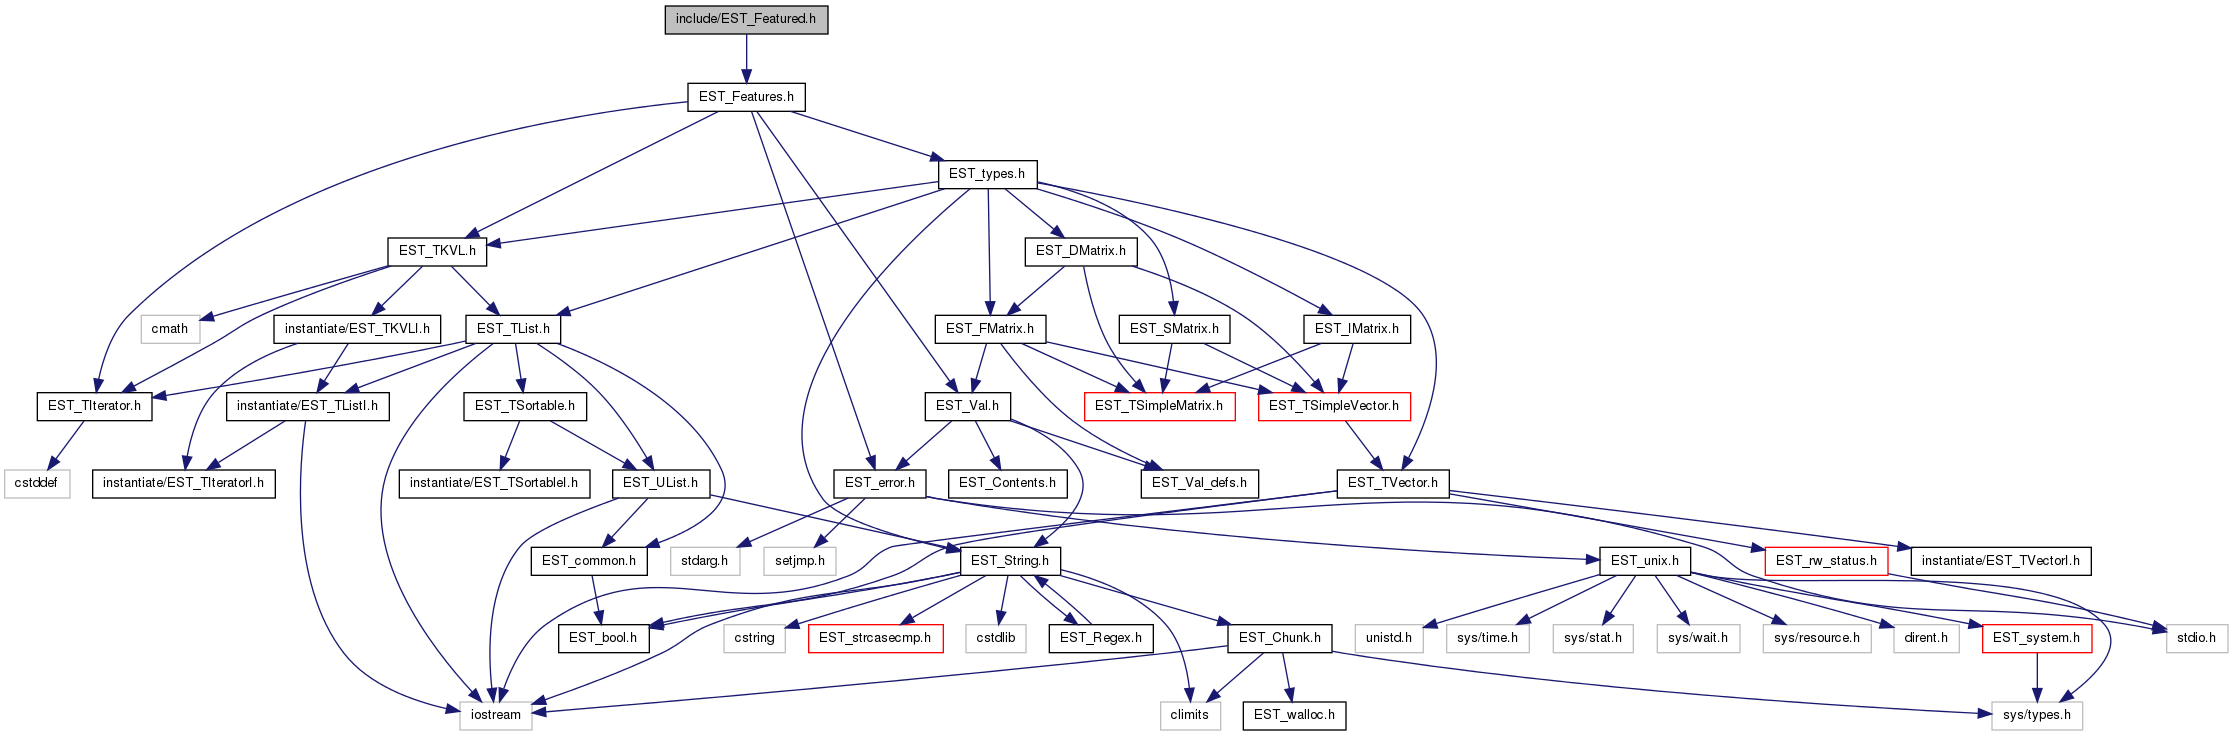 include/EST_Featured.h
EST_Features.h
EST_types.h
EST_TKVL.h
EST_DMatrix.h
cmath
instantiate/EST_TKVLI.h
EST_TList.h
EST_FMatrix.h
EST_SMatrix.h
EST_IMatrix.h
EST_TIterator.h
instantiate/EST_TListI.h
EST_TSortable.h
EST_Val.h
EST_TSimpleMatrix.h
EST_TSimpleVector.h
cstddef
instantiate/EST_TIteratorI.h
instantiate/EST_TSortableI.h
EST_UList.h
EST_error.h
EST_Contents.h
EST_Val_defs.h
EST_TVector.h
EST_common.h
stdarg.h
setjmp.h
EST_String.h
EST_unix.h
EST_rw_status.h
instantiate/EST_TVectorI.h
EST_bool.h
cstring
EST_strcasecmp.h
cstdlib
EST_Regex.h
EST_Chunk.h
unistd.h
sys/time.h
sys/stat.h
sys/wait.h
sys/resource.h
dirent.h
EST_system.h
stdio.h
iostream
climits
EST_walloc.h
sys/types.h